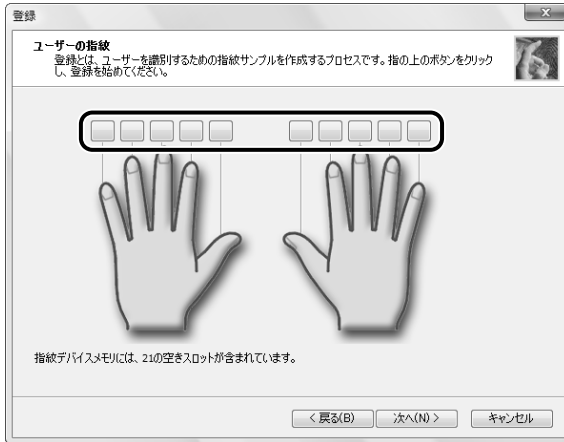 登録
ユーザーの指紋
登録とは、ユーザーを識別するための指紋サンプルを作成するプロセスです。指の上のボタンをクリック
し、登録を始めてください。
指紋デバイスメモリには、21の空きスロットが含まれています。
< 戻る(B)
次へ(N) >
キャンセル